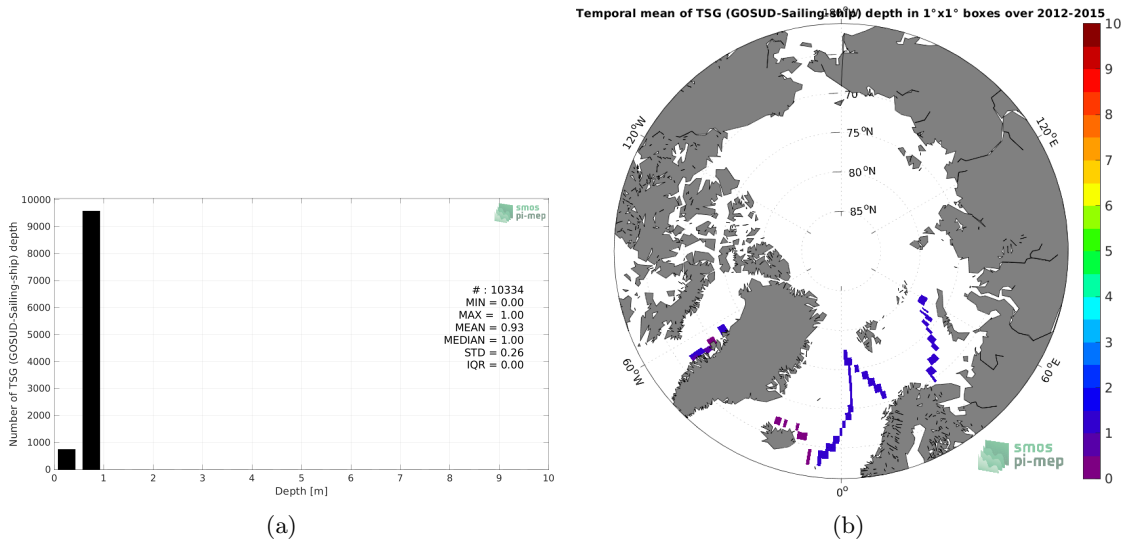 Temporal mean of TSG (GOSUD-Sailing-ship) depth in 1°x1° boxes over 2012-2015
Number of TSG (GOSUD-Sailing-ship) depth
10000
9000
8000
7000
6000
5000
4000
3000
2000
1000
0
0 1 2 3 4 5 6 7 8 9 10
Depth [m]
smos
pi-mep
# : 10334
MIN = 0.00
MAX = 1.00
MEAN = 0.93
MEDIAN = 1.00
STD = 0.26
IQR = 0.00
(a)
180°W
120°W
120°E
60°W
60°E
0°
70
75°N
80°N
85°N
smos
pi-mep
10
9
8
7
6
5
4
3
2
1
0
(b)